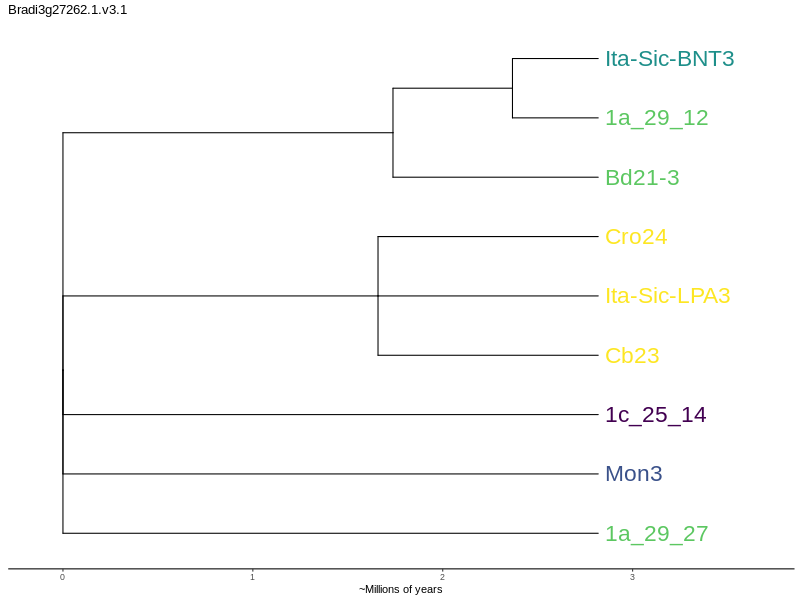 Bradi3g27262.1.v3.1
Ita-Sic-BNT3
1a_29_12
Bd21-3
Cro24
Ita-Sic-LPA3
Cb23
1c_25_14
Mon3
1a_29_27
0 1 2 3
~Millions of years